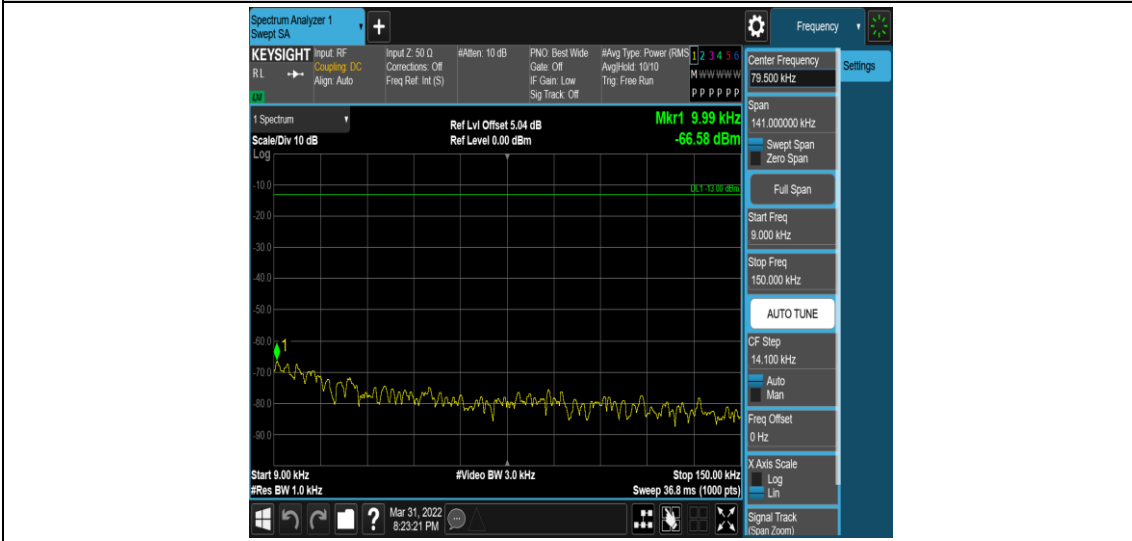 Spectrum Analyzer 1
Swept SA
+
Frequency
KEYSIGHT
RL
Input: RF
Coupling: DC
Align: Auto
Input Z: 50 Ω
Corrections: Off
Freq Ref: Int (S)
#Atten: 10 dB
PNO: Best Wide
Gate: Off
IF Gain: Low
Sig Track: Off
#Avg Type: Power (RMS
Avg|Hold: 10/10
Trig: Free Run
1 2 3 4 5 6
M W W W W W
P P P P P P
1 Spectrum
Scale/Div 10 dB
Log
Ref Lvl Offset 5.04 dB
Ref Level 0.00 dBm
Mkr1 9.99 kHz
-66.58 dBm
DL1 -13.00 dBm
-10.0
-20.0
-30.0
-40.0
-50.0
-60.0
1
-70.0
-80.0
-90.0
Start 9.00 kHz
#Res BW 1.0 kHz
#Video BW 3.0 kHz
Stop 150.00 kHz
Sweep 36.8 ms (1000 pts)
Center Frequency
79.500 kHz
Settings
Span
141.000000 kHz
Swept Span
Zero Span
Full Span
Start Freq
9.000 kHz
Stop Freq
150.000 kHz
AUTO TUNE
CF Step
14.100 kHz
Auto
Man
Freq Offset
0 Hz
X Axis Scale
Log
Lin
Signal Track
(Span Zoom)
?
Mar 31, 2022
8:23:21 PM